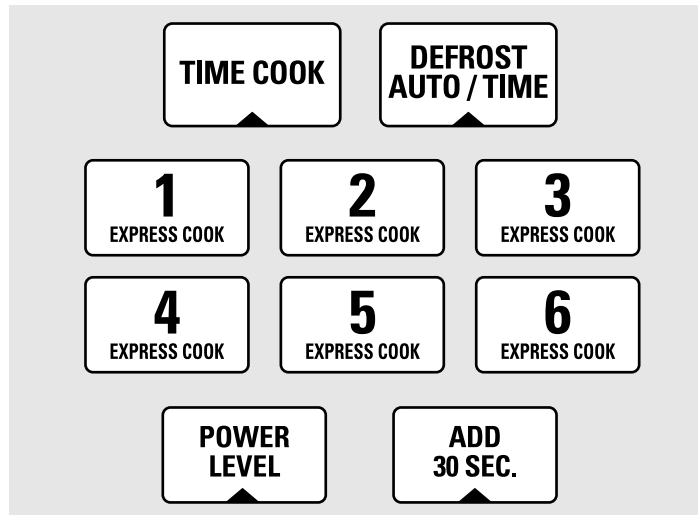 TIME COOK
DEFROST
AUTO / TIME
1
EXPRESS COOK
2
EXPRESS COOK
3
EXPRESS COOK
4
EXPRESS COOK
5
EXPRESS COOK
6
EXPRESS COOK
POWER
LEVEL
ADD
30 SEC.